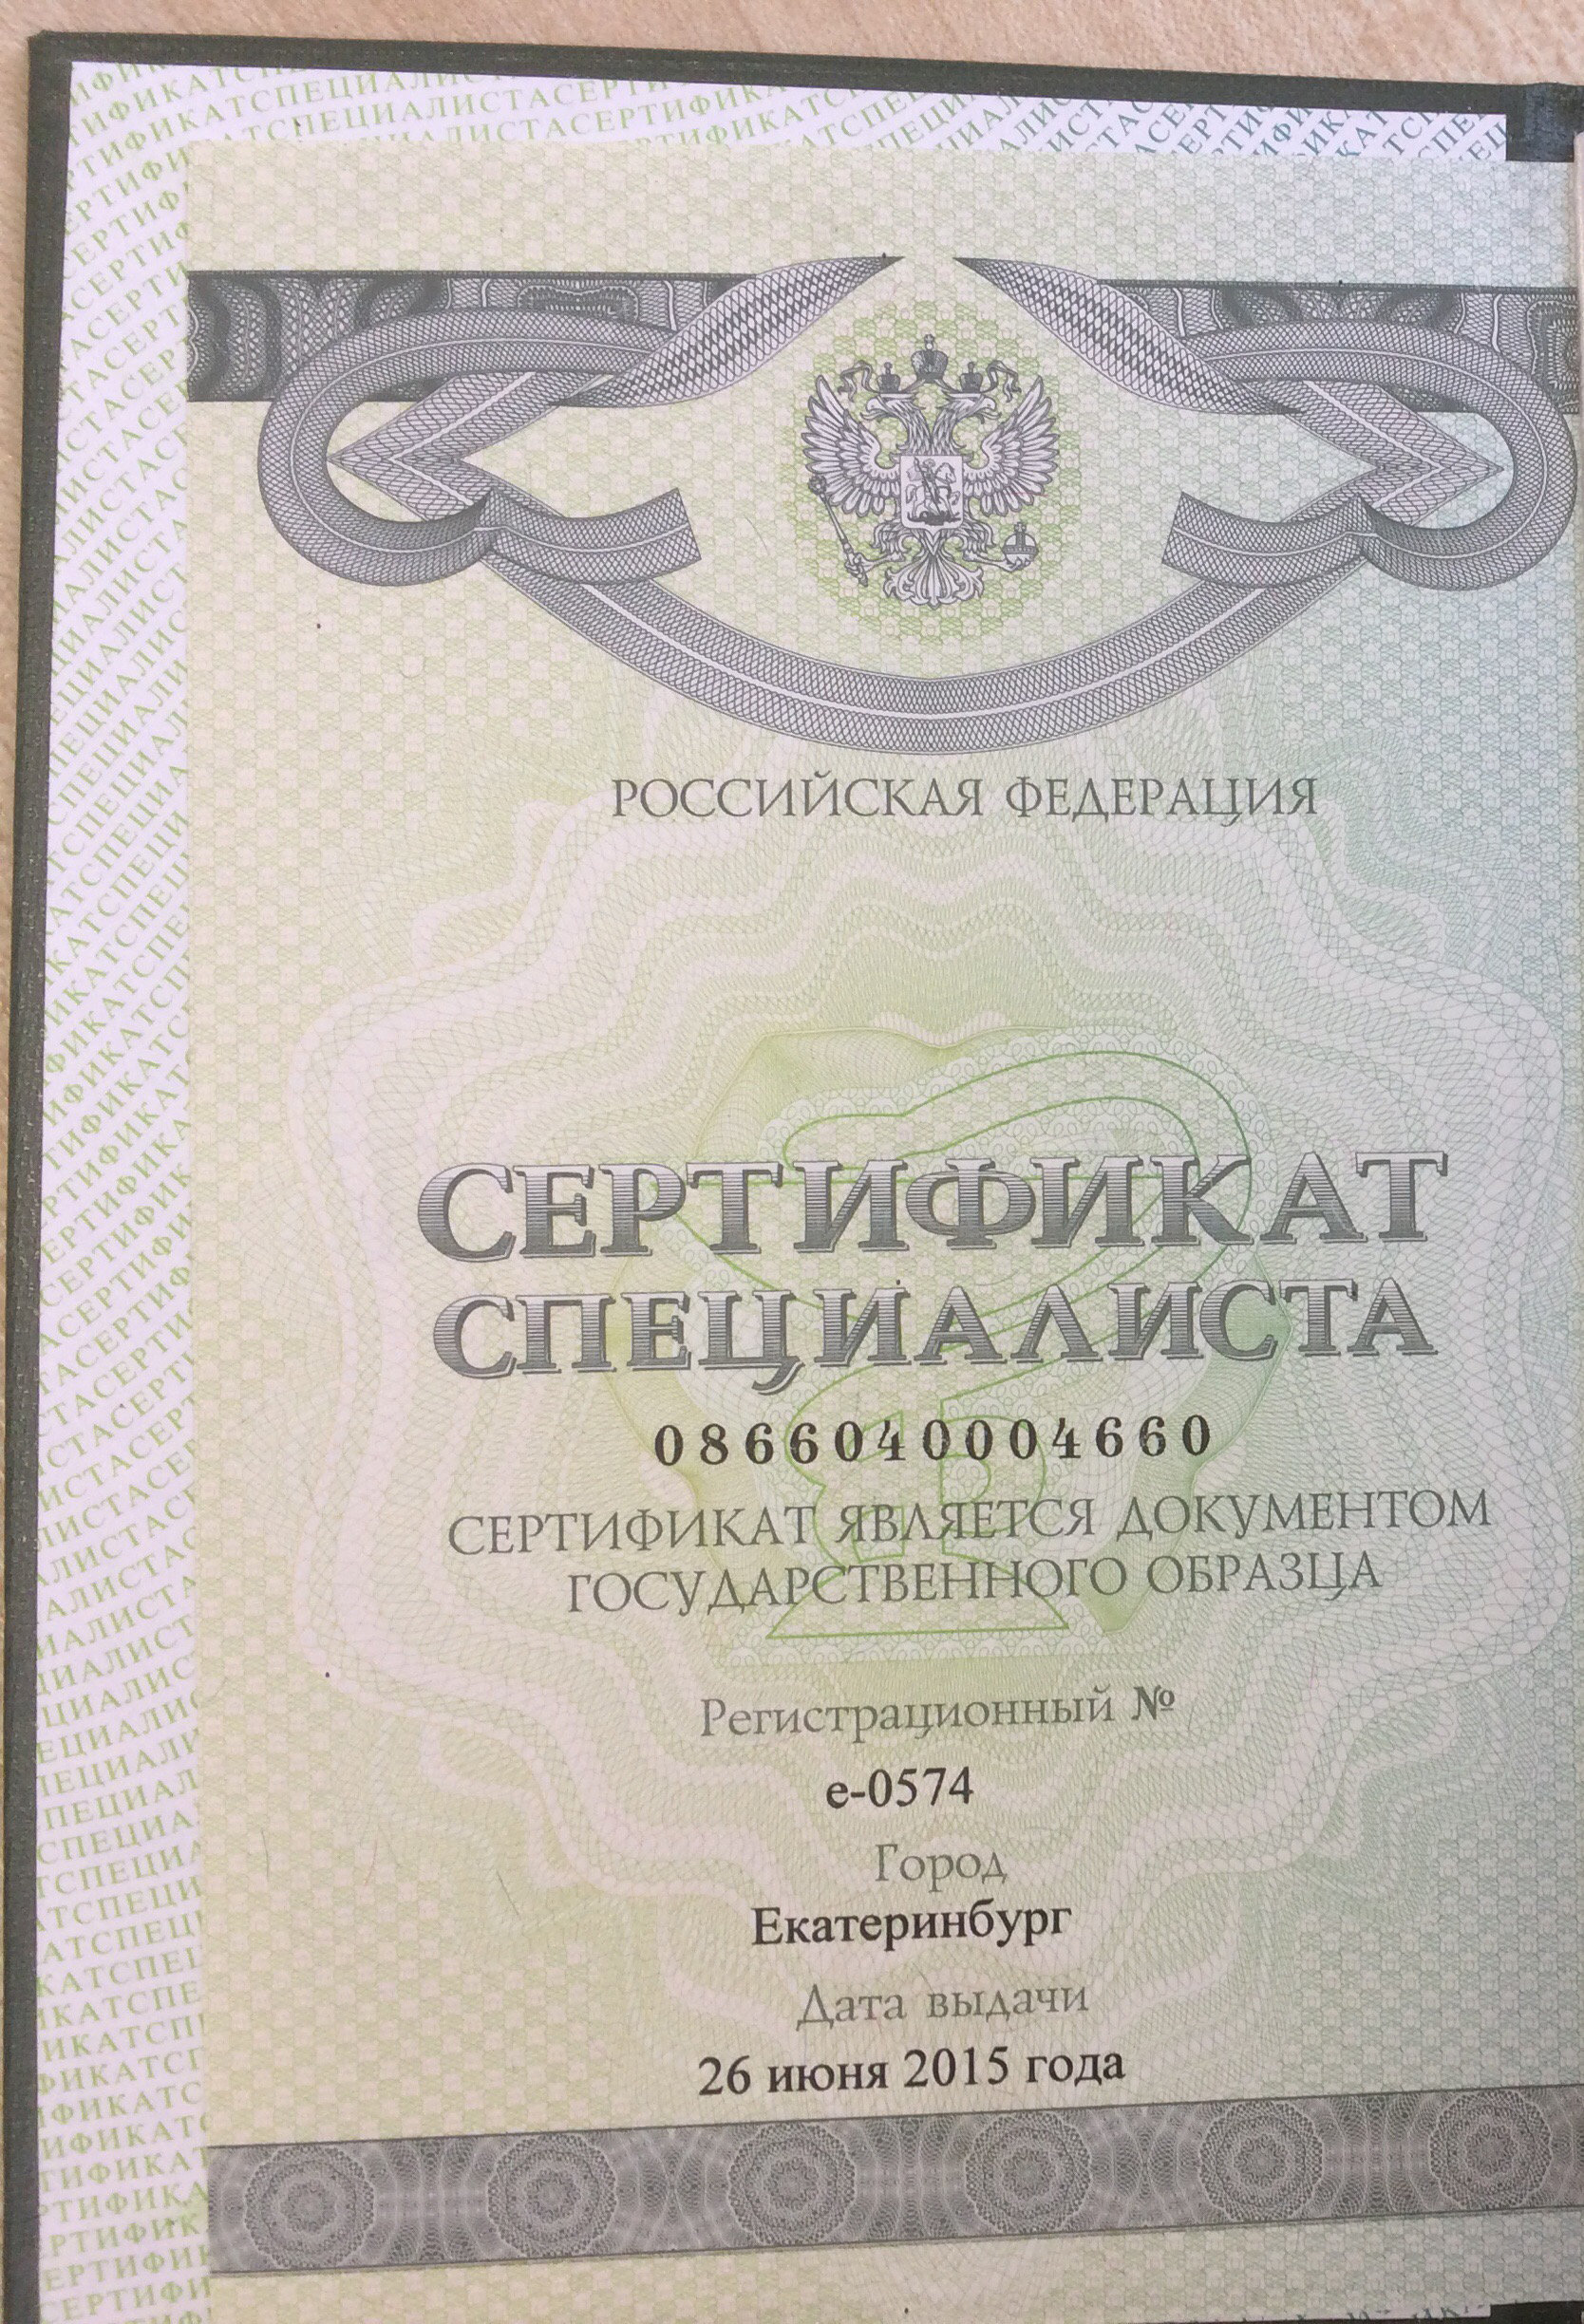 РОССИЙСКАЯ ФЕДЕРАЦИЯ
СЕРТИФИКАТ
СПЕЦИАЛИСТА
0866040004660
СЕРТИФИКАТ ЯВЛЯЕТСЯ ДОКУМЕНТОМ
ГОСУДАРСТВЕННОГО ОБРАЗЦА
Регистрационный №
е-0574
Город
Екатеринбург
Дата выдачи
26 июня 2015 года